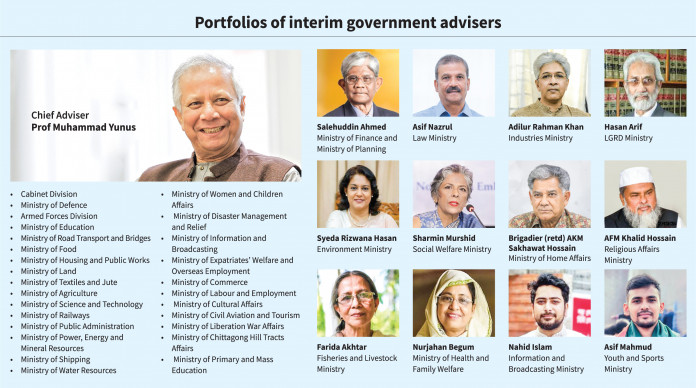 Portfolios of interim government advisers
Chief Adviser
Prof Muhammad Yunus
• Cabinet Division
• Ministry of Defence
• Armed Forces Division
• Ministry of Education
• Ministry of Road Transport and Bridges
• Ministry of Food
• Ministry of Housing and Public Works
• Ministry of Land
• Ministry of Textiles and Jute
• Ministry of Agriculture
• Ministry of Science and Technology
• Ministry of Railways
• Ministry of Public Administration
• Ministry of Power, Energy and
Mineral Resources
• Ministry of Shipping
• Ministry of Water Resources
• Ministry of Women and Children
Affairs
• Ministry of Disaster Management
and Relief
• Ministry of Information and
Broadcasting
• Ministry of Expatriates' Welfare and
Overseas Employment
• Ministry of Commerce
• Ministry of Labour and Employment
• Ministry of Cultural Affairs
• Ministry of Civil Aviation and Tourism
• Ministry of Liberation War Affairs
• Ministry of Chittagong Hill Tracts
Affairs
• Ministry of Primary and Mass
Education
Salehuddin Ahmed
Ministry of Finance and
Ministry of Planning
Asif Nazrul
Law Ministry
Adilur Rahman Khan
Industries Ministry
Hasan Arif
LGRD Ministry
Syeda Rizwana Hasan
Environment Ministry
Sharmin Murshid
Social Welfare Ministry
Brigadier (retd) AKM
Sakhawat Hossain
Ministry of Home Affairs
AFM Khalid Hossain
Religious Affairs
Ministry
Farida Akhtar
Fisheries and Livestock
Ministry
Nurjahan Begum
Ministry of Health and
Family Welfare
Nahid Islam
Information and
Broadcasting Ministry
Asif Mahmud
Youth and Sports
Ministry